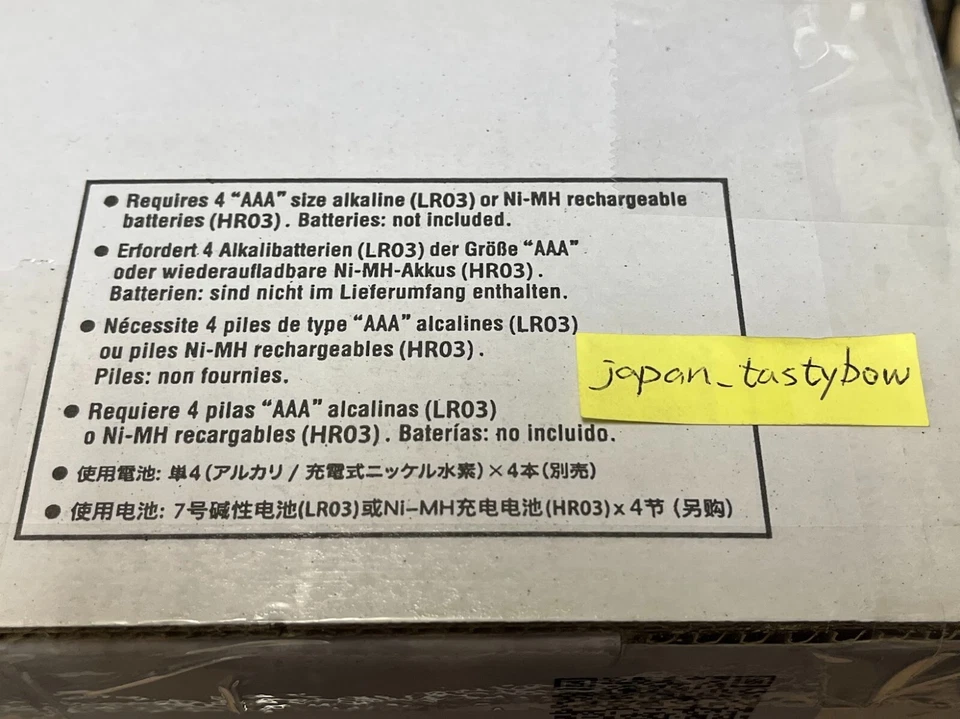 ● Requires 4 “AAA” size alkaline (LR03) or Ni-MH rechargeable
batteries (HR03). Batteries: not included.
● Erfordert 4 Alkalibatterien (LR03) der Größe “AAA”
oder wiederaufladbare Ni-MH-Akkus (HR03).
Batterien: sind nicht im Lieferumfang enthalten.
● Nécessite 4 piles de type “AAA” alcalines (LR03)
ou piles Ni-MH rechargeables (HR03).
Piles: non fournies.
● Requiere 4 pilas “AAA” alcalinas (LR03)
o Ni-MH recargables (HR03). Baterías: no incluido.
● 使用電池: 単4(アルカリ/充電式ニッケル水素)×4本(別売)
● 使用电池: 7号碱性电池(LR03)或Ni-MH充电电池(HR03)x4节 (另购)
japan_tastybow